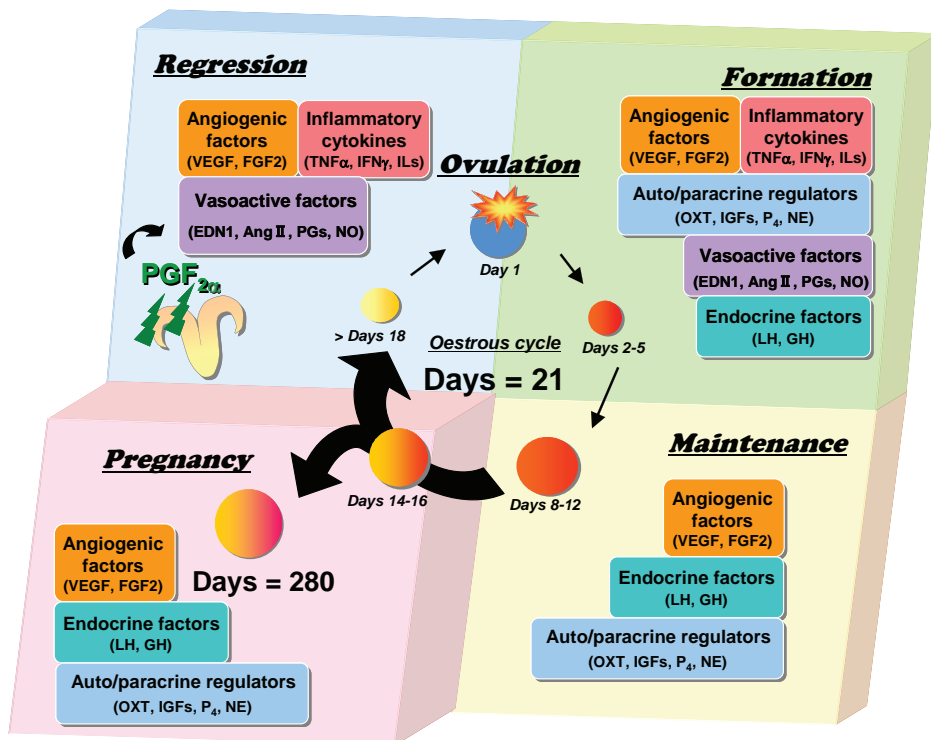 Regression
Angiogenic
factors
(VEGF, FGF2)
Inflammatory
cytokines
(TNFα, IFNγ, ILs)
Vasoactive factors
(EDN1, Ang Ⅱ, PGs, NO)
PGF2α
> Days 18
Ovulation
Day 1
Oestrous cycle
Days = 21
Formation
Angiogenic
factors
(VEGF, FGF2)
Inflammatory
cytokines
(TNFα, IFNγ, ILs)
Auto/paracrine regulators
(OXT, IGFs, P4, NE)
Vasoactive factors
(EDN1, Ang Ⅱ, PGs, NO)
Endocrine factors
(LH, GH)
Days 2-5
Pregnancy
Days 14-16
Angiogenic
factors
(VEGF, FGF2)
Days = 280
Endocrine factors
(LH, GH)
Auto/paracrine regulators
(OXT, IGFs, P4, NE)
Maintenance
Days 8-12
Angiogenic
factors
(VEGF, FGF2)
Endocrine factors
(LH, GH)
Auto/paracrine regulators
(OXT, IGFs, P4, NE)